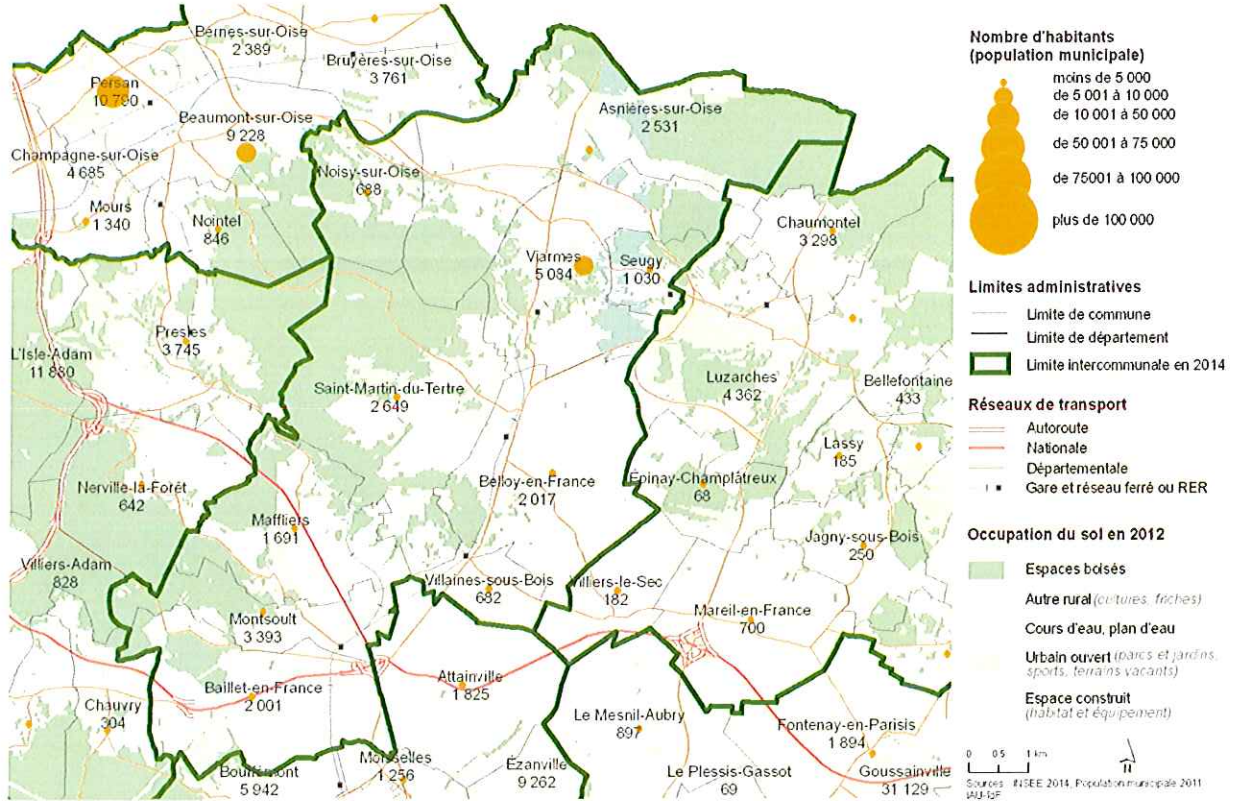 Bernes-sur-Oise
2 389
Bruyères-sur-Oise
3 761
Persan
10 790
Asnières-sur-Oise
2 531
Beaumont-sur-Oise
9 228
Champagne-sur-Oise
4 685
Noisy-sur-Oise
688
Mours
1 340
Nointel
846
Chaumontel
3 298
Viarmes
5 084
Seugy
1 030
Presles
3 745
L'Isle-Adam
11 880
Saint-Martin-du-Tertre
2 649
Luzarches
4 362
Bellefontaine
433
Lassy
185
Nerville-la-Forêt
642
Belloy-en-France
2 017
Épinay-Champlâtreux
68
Maffliers
1 691
Jagny-sous-Bois
250
Villiers-Adam
828
Villaines-sous-Bois
682
Villiers-le-Sec
182
Mareil-en-France
700
Montsoult
3 393
Baillet-en-France
2 001
Attainville
1 825
Chauvry
304
Le Mesnil-Aubry
897
Fontenay-en-Parisis
1 894
Bouffémont
5 942
Moisselles
1 256
Ézanville
9 262
Le Plessis-Gassot
69
Goussainville
31 129
Nombre d'habitants
(population municipale)
moins de 5 000
de 5 001 à 10 000
de 10 001 à 50 000
de 50 001 à 75 000
de 75001 à 100 000
plus de 100 000
Limites administratives
Limite de commune
Limite de département
Limite intercommunale en 2014
Réseaux de transport
Autoroute
Nationale
Départementale
Gare et réseau ferré ou RER
Occupation du sol en 2012
Espaces boisés
Autre rural (cultures, friches)
Cours d'eau, plan d'eau
Urbain ouvert (parcs et jardins,
sports, terrains vacants)
Espace construit
(habitat et équipement)
0 0.5 1 km
N
Sources : INSEE 2014, Population municipale 2011
IAU-îdF